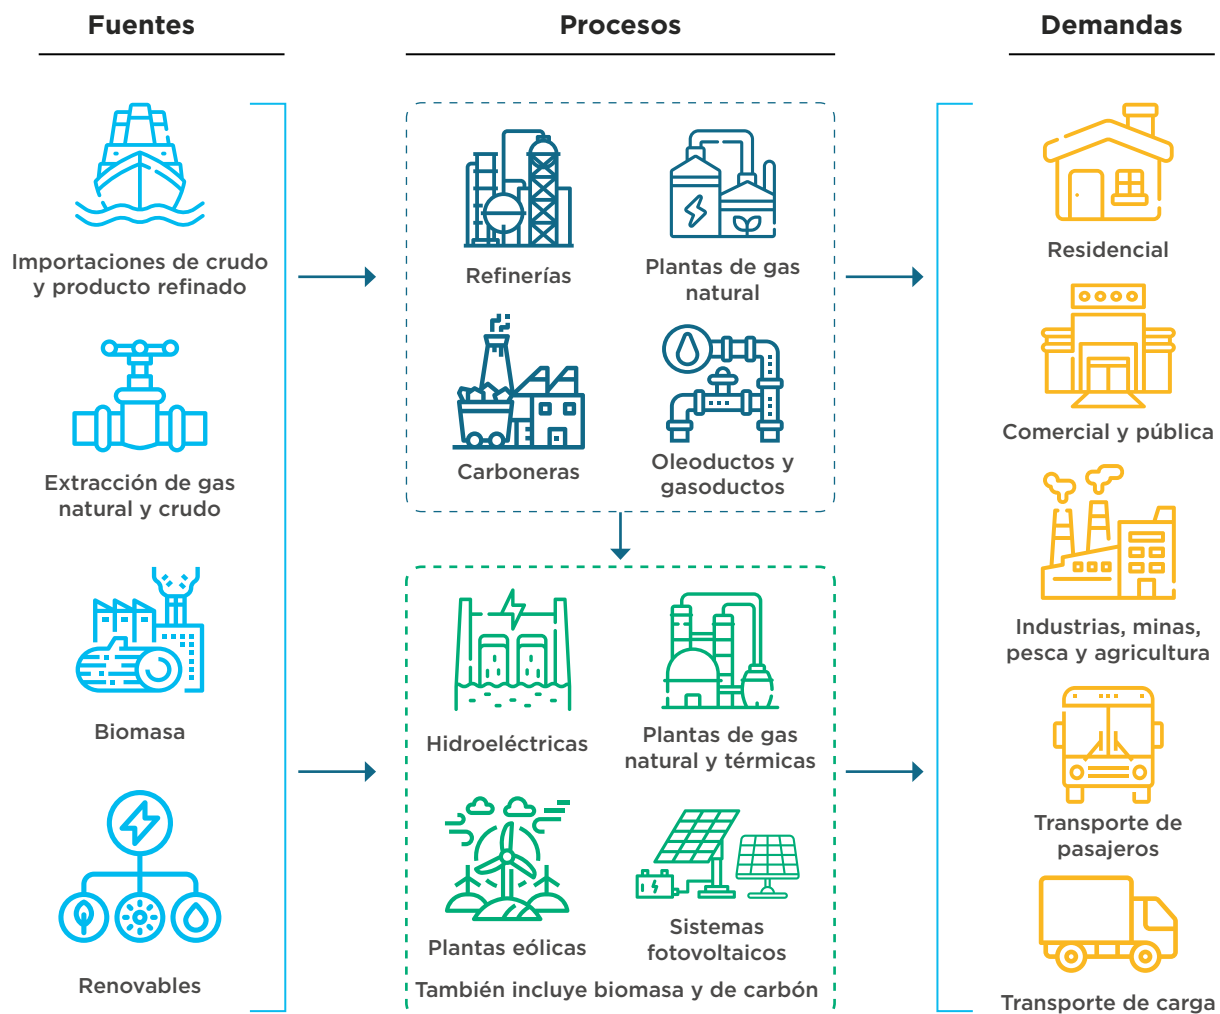 Fuentes
Importaciones de crudo
y producto refinado
Extracción de gas
natural y crudo
Biomasa
Renovables
Procesos
Refinerías
Plantas de gas
natural
Carboneras
Oleoductos y
gasoductos
Hidroeléctricas
Plantas de gas
natural y térmicas
Plantas eólicas
Sistemas
fotovoltaicos
También incluye biomasa y de carbón
Demandas
Residencial
Comercial y pública
Industrias, minas,
pesca y agricultura
Transporte de
pasajeros
Transporte de carga